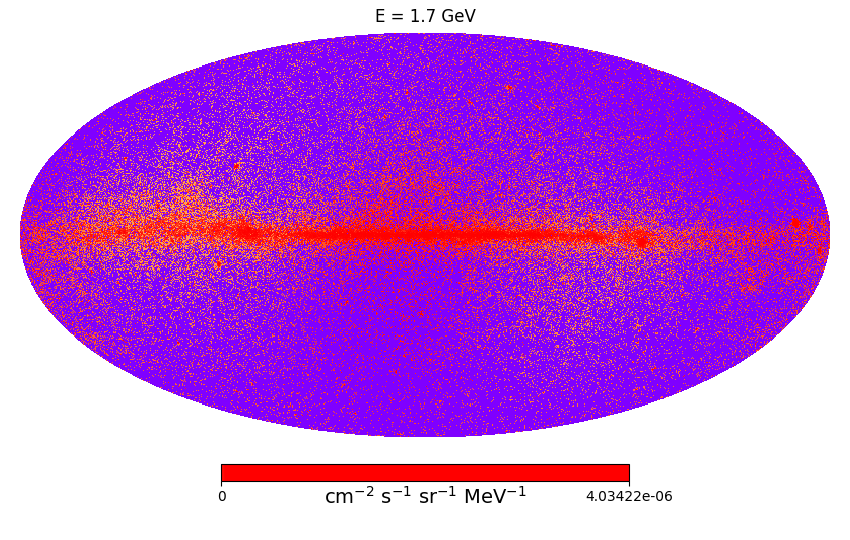 E = 1.7 GeV
0 cm⁻² s⁻¹ sr⁻¹ MeV⁻¹ 4.03422e-06